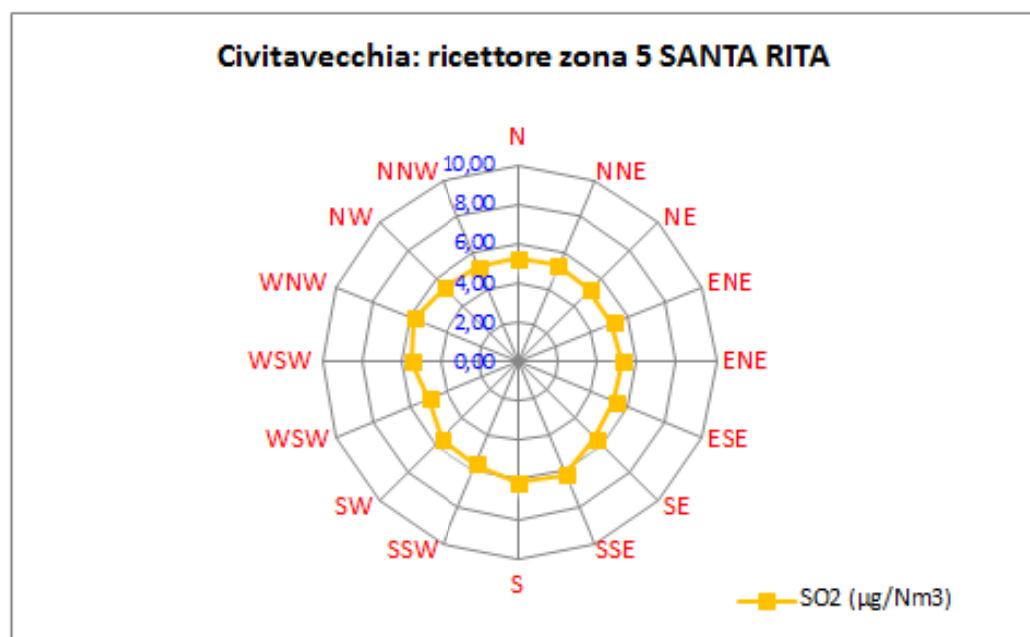 Civitavecchia: ricettore zona 5 SANTA RITA
N
NNE
NE
ENE
ENE
ESE
SE
SSE
S
SSW
SW
WSW
WSW
WNW
NW
NNW
10,00
8,00
6,00
4,00
2,00
0,00
SO2 (µg/Nm3)